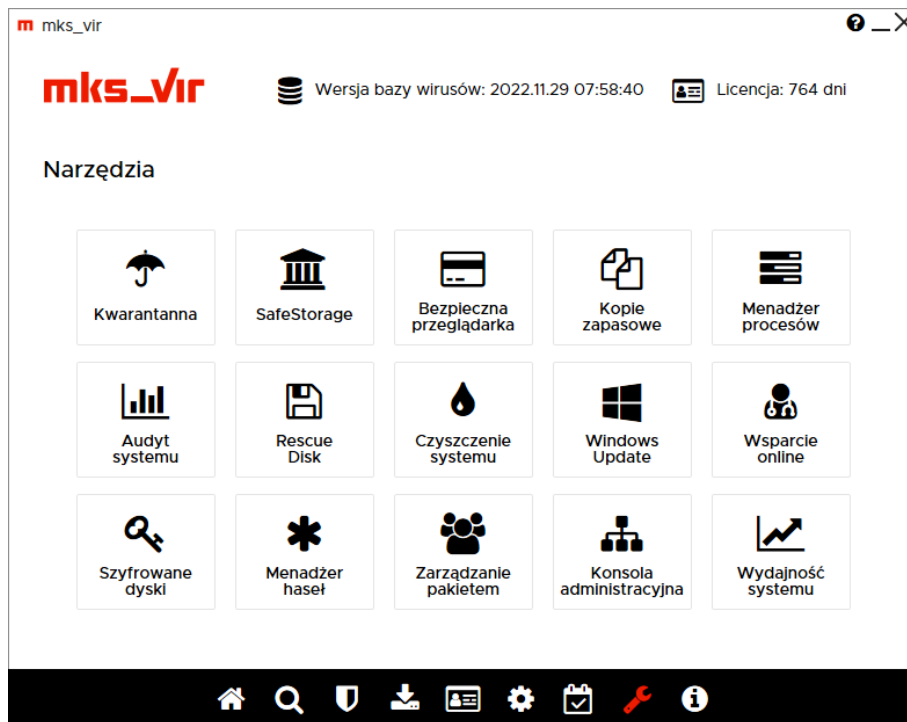 mks_vir
mks_vir
Wersja bazy wirusów: 2022.11.29 07:58:40
Licencja: 764 dni
Narzędzia
Kwarantanna
SafeStorage
Bezpieczna
przeglądarka
Kopie
zapasowe
Menadżer
procesów
Audyt
systemu
Rescue
Disk
Czyszczenie
systemu
Windows
Update
Wsparcie
online
Szyfrowane
dyski
Menadżer
haseł
Zarządzanie
pakietem
Konsola
administracyjna
Wydajność
systemu